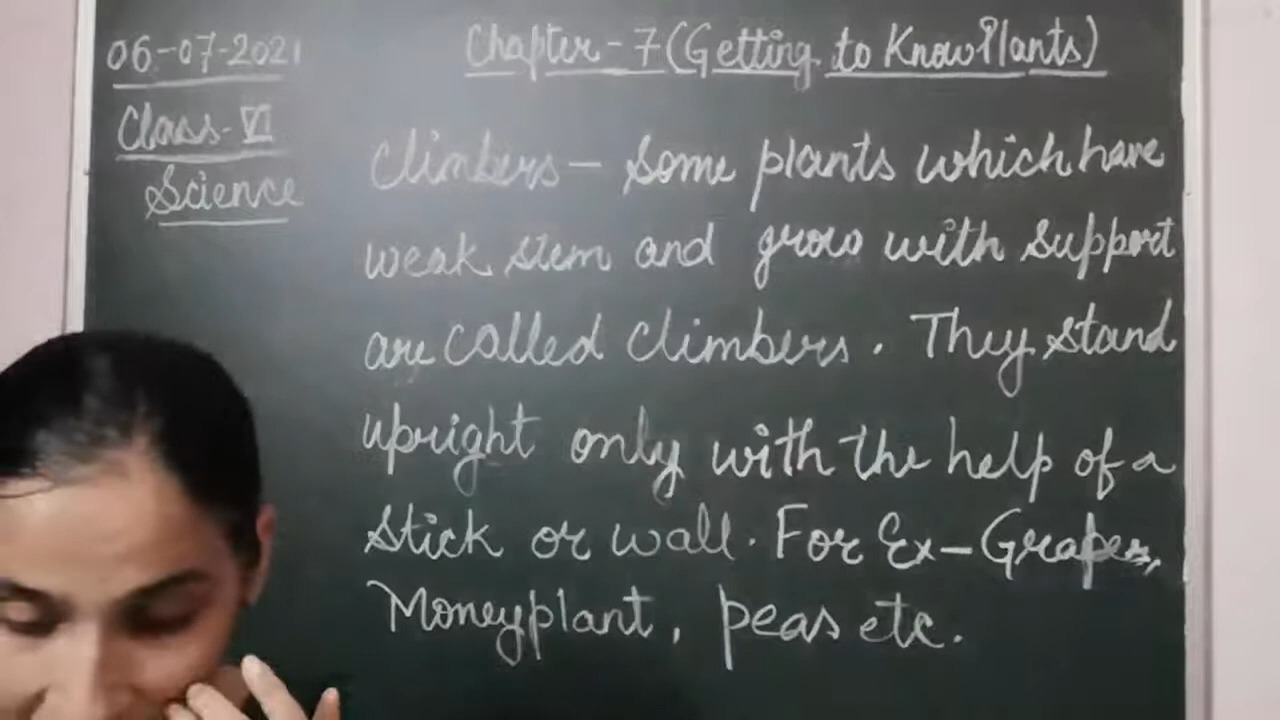 06-07-2021
Class-VI
Science
Chapter-7 (Getting to Know Plants)
Climbers - Some plants which have
weak stem and grow with support
are called climbers. They stand
upright only with the help of a
stick or wall. For Ex - Grapes,
Moneyplant, peas etc.